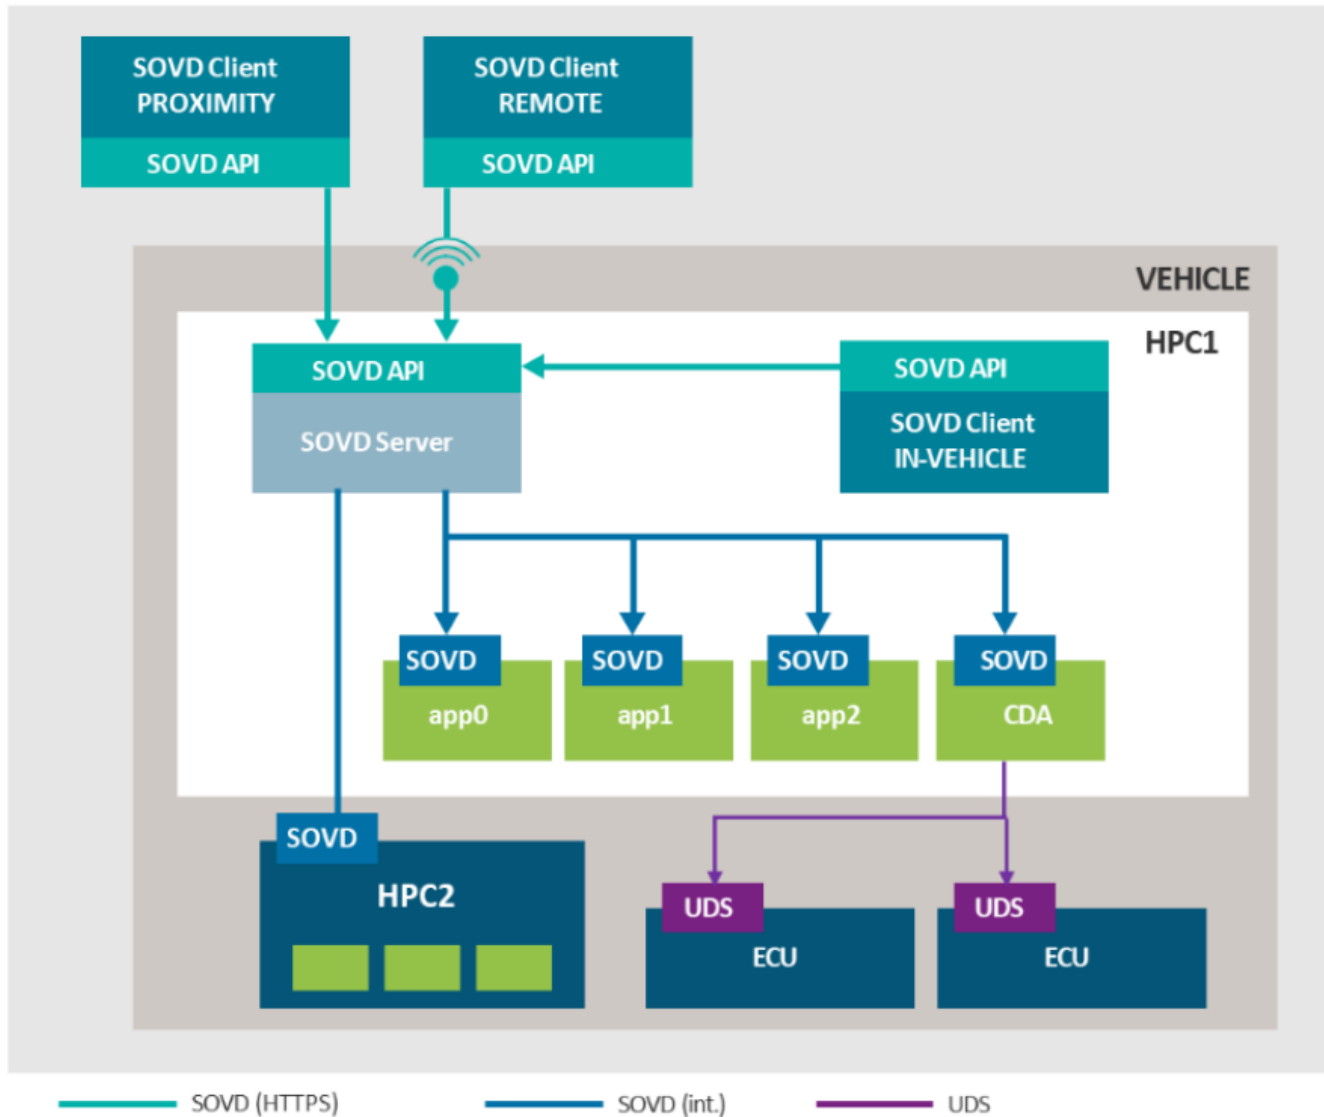 SOVD Client
PROXIMITY
SOVD API
SOVD Client
REMOTE
SOVD API
VEHICLE
HPC1
SOVD API
SOVD Server
SOVD API
SOVD Client
IN-VEHICLE
SOVD
app0
SOVD
app1
SOVD
app2
SOVD
CDA
SOVD
HPC2
UDS
ECU
UDS
ECU
SOVD (HTTPS)
SOVD (int.)
UDS